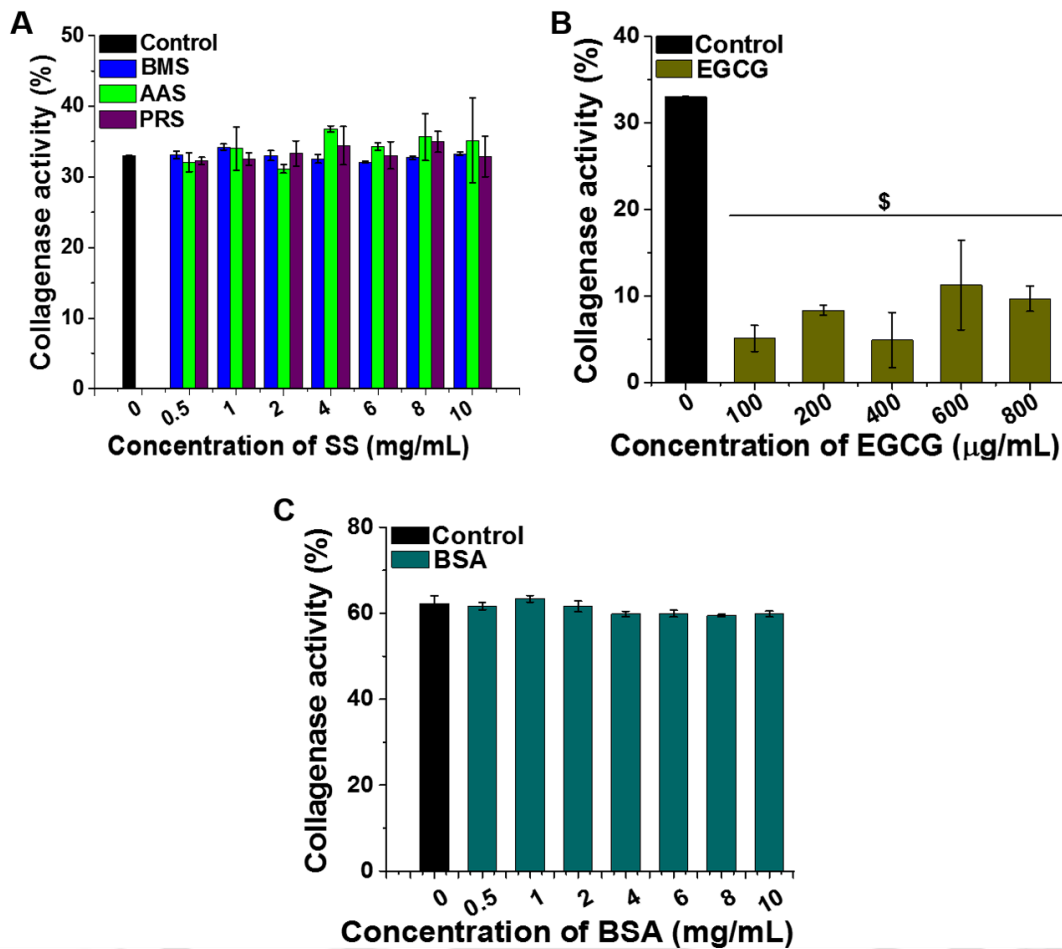 A
Collagenase activity (%)
50
40
30
20
10
0
Control
BMS
AAS
PRS
0 0.5 1 2 4 6 8 10
Concentration of SS (mg/mL)
B
Collagenase activity (%)
40
30
20
10
0
Control
EGCG
$
0 100 200 400 600 800
Concentration of EGCG (μg/mL)
C
Collagenase activity (%)
80
60
40
20
0
Control
BSA
0 0.5 1 2 4 6 8 10
Concentration of BSA (mg/mL)